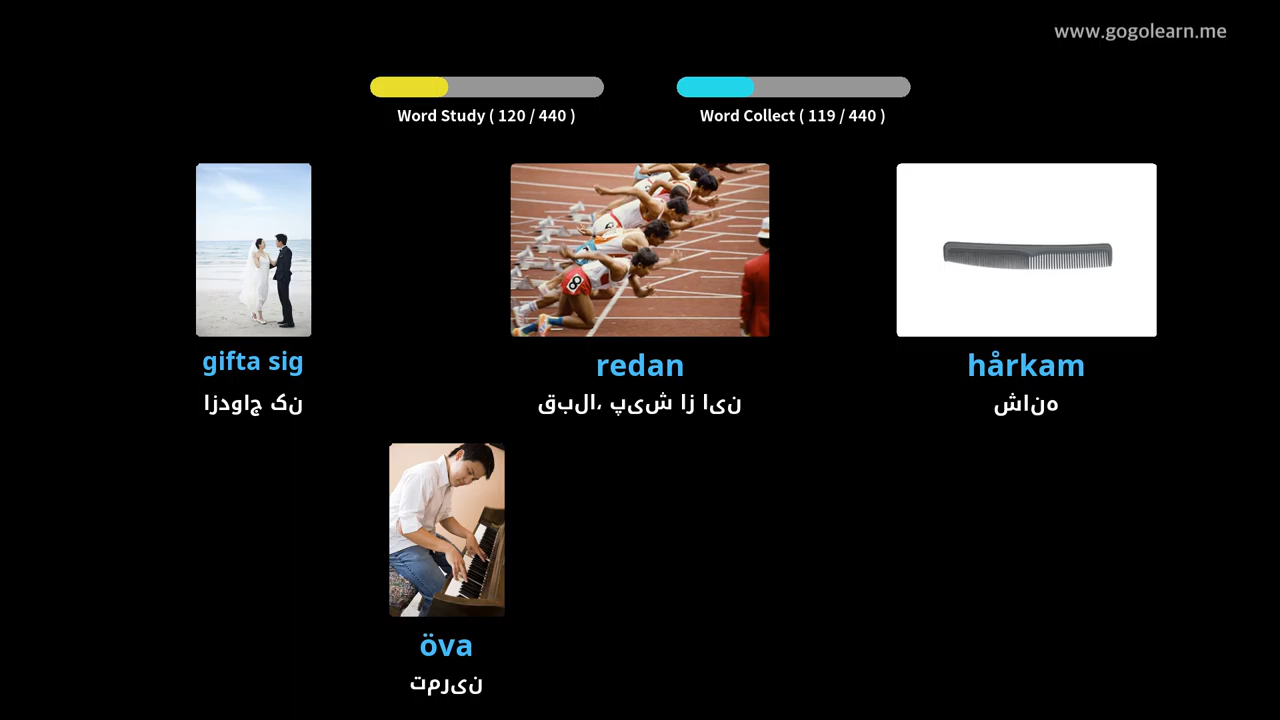 www.gogolearn.me
Word Study ( 120 / 440 )
Word Collect ( 119 / 440 )
gifta sig
ازدواج کن
redan
قبلا، پیش از این
hårkam
شانه
öva
تمرین